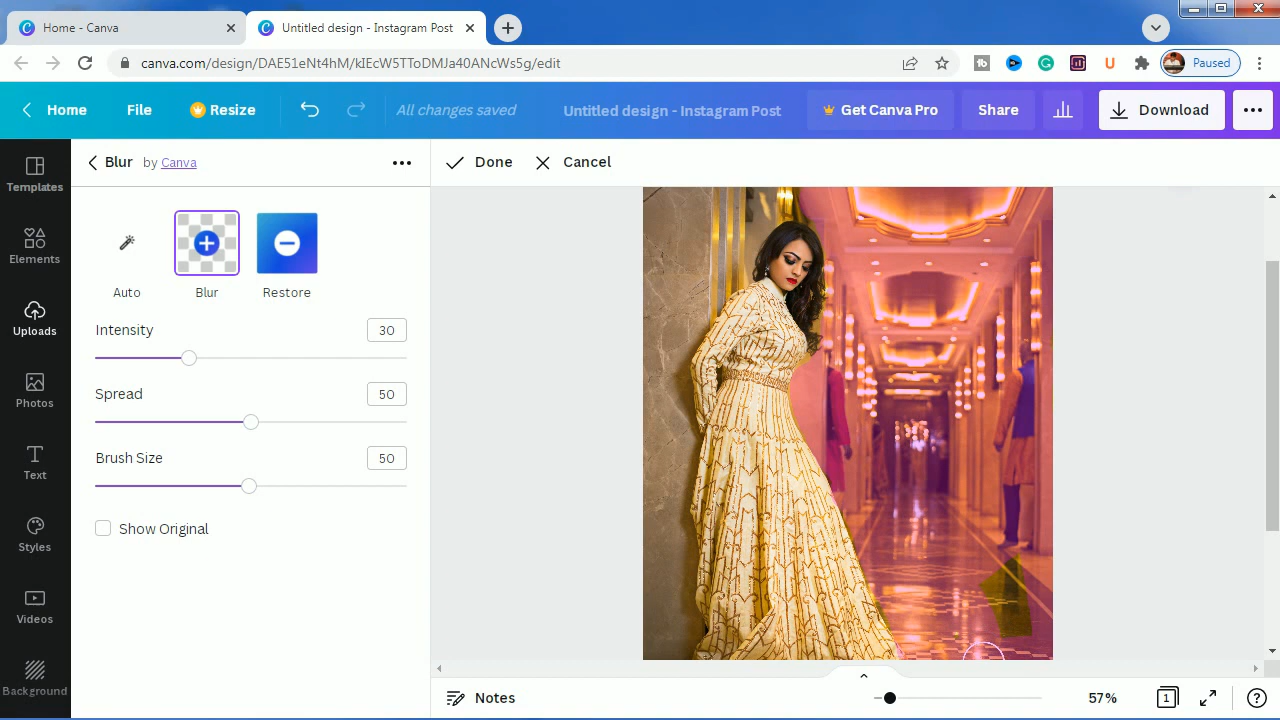 Home - Canva
Untitled design - Instagram Post
canva.com/design/DAE51eNt4hM/kIEcW5TToDMJa40ANcWs5g/edit
Paused
Home
File
Resize
All changes saved
Untitled design - Instagram Post
Get Canva Pro
Share
Download
Templates
Elements
Uploads
Photos
Text
Styles
Videos
Background
Blur by Canva
Done
Cancel
Auto
Blur
Restore
Intensity 30
Spread 50
Brush Size 50
Show Original
Notes
57%
1